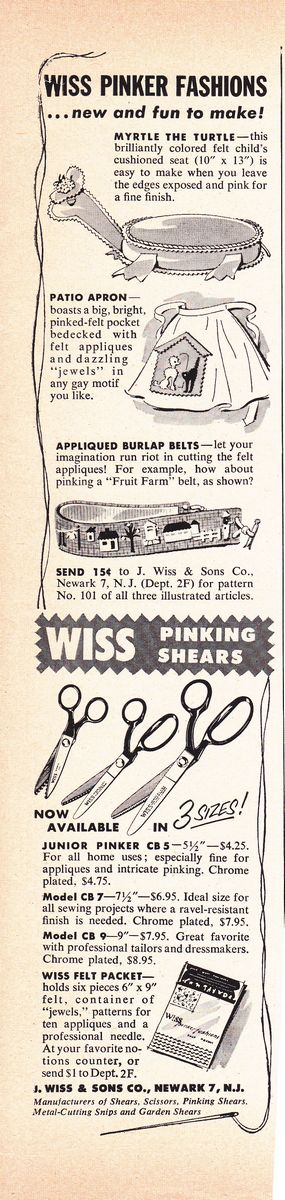 WISS PINKER FASHIONS
...new and fun to make!
MYRTLE THE TURTLE—this
brilliantly colored felt child's
cushioned seat (10" x 13") is
easy to make when you leave
the edges exposed and pink for
a fine finish.
PATIO APRON—
boasts a big, bright,
pinked-felt pocket
bedecked with
felt appliques
and dazzling
"jewels" in
any gay motif
you like.
APPLIQUED BURLAP BELTS—let your
imagination run riot in cutting the felt
appliques! For example, how about
pinking a "Fruit Farm" belt, as shown?
SEND 15¢ to J. Wiss & Sons Co.,
Newark 7, N. J. (Dept. 2F) for pattern
No. 101 of all three illustrated articles.
WISS PINKING
SHEARS
NOW
AVAILABLE IN 3 SIZES!
JUNIOR PINKER CB 5—5½"—$4.25.
For all home uses; especially fine for
appliques and intricate pinking. Chrome
plated, $4.75.
Model CB 7—7½"—$6.95. Ideal size for
all sewing projects where a ravel-resistant
finish is needed. Chrome plated, $7.95.
Model CB 9—9"—$7.95. Great favorite
with professional tailors and dressmakers.
Chrome plated, $8.95.
WISS FELT PACKET—
holds six pieces 6" x 9"
felt, container of
"jewels," patterns for
ten appliques and a
professional needle.
At your favorite no-
tions counter, or
send $1 to Dept. 2F.
Wiss
J. WISS & SONS CO., NEWARK 7, N.J.
Manufacturers of Shears, Scissors, Pinking Shears,
Metal-Cutting Snips and Garden Shears